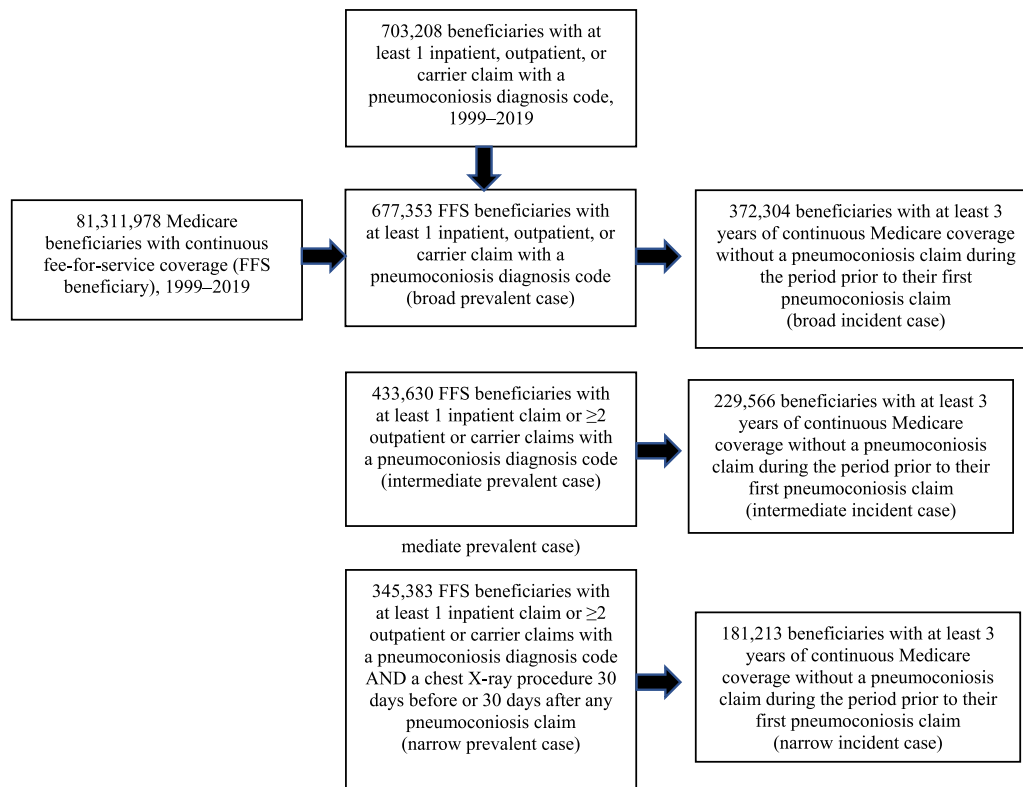 703,208 beneficiaries with at
least 1 inpatient, outpatient, or
carrier claim with a
pneumoconiosis diagnosis code,
1999–2019
81,311,978 Medicare
beneficiaries with continuous
fee-for-service coverage (FFS
beneficiary), 1999–2019
677,353 FFS beneficiaries with
at least 1 inpatient, outpatient, or
carrier claim with a
pneumoconiosis diagnosis code
(broad prevalent case)
372,304 beneficiaries with at least 3
years of continuous Medicare coverage
without a pneumoconiosis claim during
the period prior to their first
pneumoconiosis claim
(broad incident case)
433,630 FFS beneficiaries with
at least 1 inpatient claim or ≥2
outpatient or carrier claims with
a pneumoconiosis diagnosis code
(intermediate prevalent case)
229,566 beneficiaries with at least 3
years of continuous Medicare
coverage without a pneumoconiosis
claim during the period prior to their
first pneumoconiosis claim
(intermediate incident case)
mediate prevalent case)
345,383 FFS beneficiaries with
at least 1 inpatient claim or ≥2
outpatient or carrier claims with
a pneumoconiosis diagnosis code
AND a chest X-ray procedure 30
days before or 30 days after any
pneumoconiosis claim
(narrow prevalent case)
181,213 beneficiaries with at least 3
years of continuous Medicare
coverage without a pneumoconiosis
claim during the period prior to their
first pneumoconiosis claim
(narrow incident case)